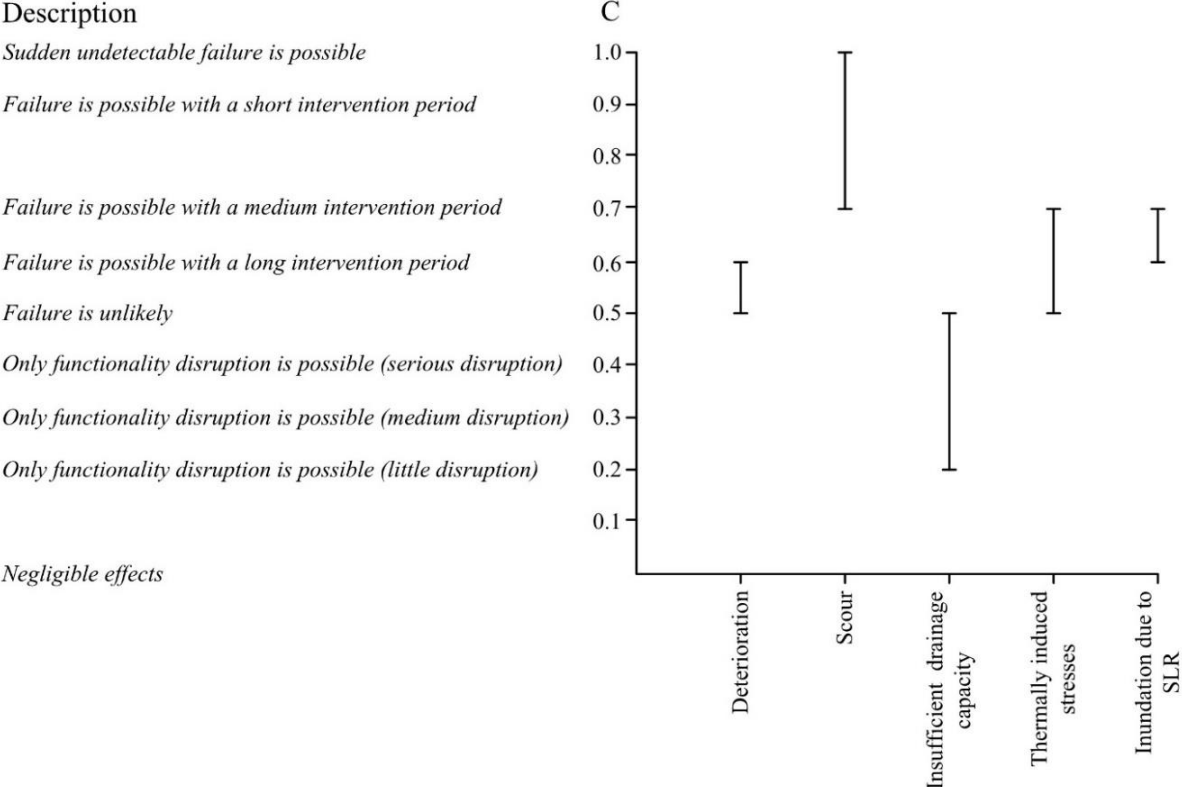 Description C
Sudden undetectable failure is possible 1.0
Failure is possible with a short intervention period 0.9
0.8
Failure is possible with a medium intervention period 0.7
Failure is possible with a long intervention period 0.6
Failure is unlikely 0.5
Only functionality disruption is possible (serious disruption) 0.4
Only functionality disruption is possible (medium disruption) 0.3
Only functionality disruption is possible (little disruption) 0.2
0.1
Negligible effects
Deterioration
Scour
Insufficient drainage
capacity
Thermally induced
stresses
Inundation due to
SLR